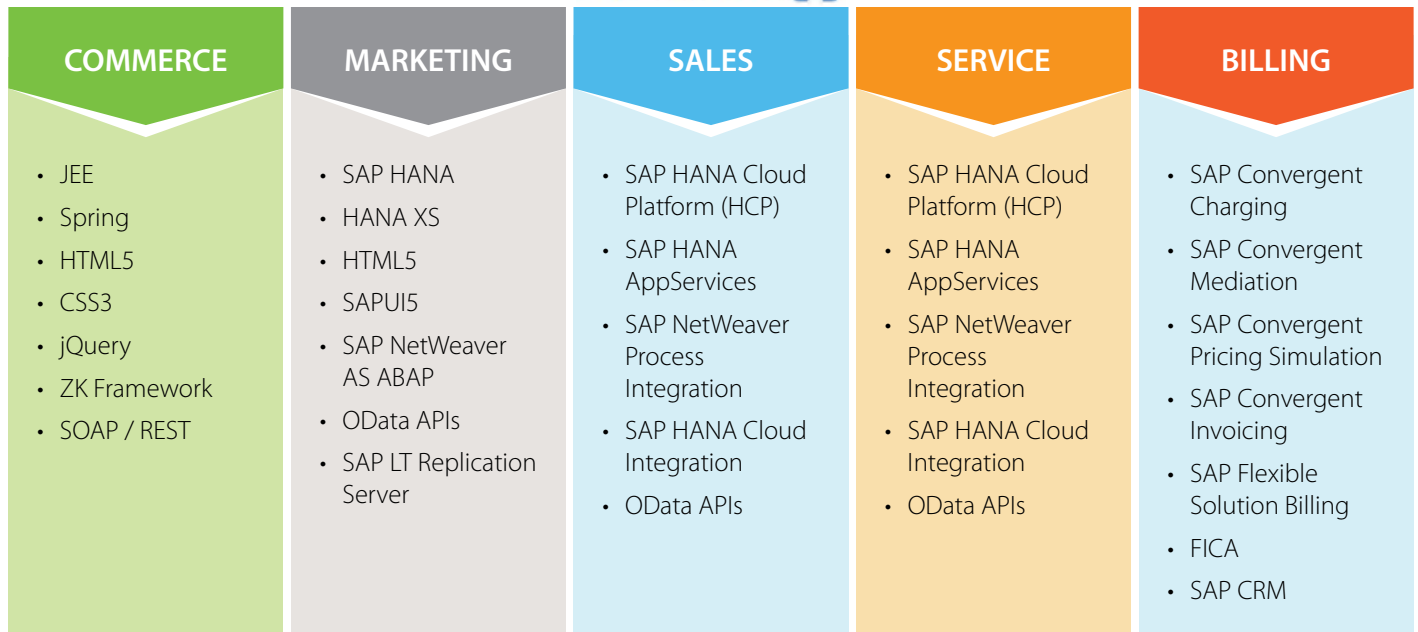 COMMERCE
• JEE
• Spring
• HTML5
• CSS3
• jQuery
• ZK Framework
• SOAP / REST
MARKETING
• SAP HANA
• HANA XS
• HTML5
• SAPUI5
• SAP NetWeaver
AS ABAP
• OData APIs
• SAP LT Replication
Server
SALES
• SAP HANA Cloud
Platform (HCP)
• SAP HANA
AppServices
• SAP NetWeaver
Process
Integration
• SAP HANA Cloud
Integration
• OData APIs
SERVICE
• SAP HANA Cloud
Platform (HCP)
• SAP HANA
AppServices
• SAP NetWeaver
Process
Integration
• SAP HANA Cloud
Integration
• OData APIs
BILLING
• SAP Convergent
Charging
• SAP Convergent
Mediation
• SAP Convergent
Pricing Simulation
• SAP Convergent
Invoicing
• SAP Flexible
Solution Billing
• FICA
• SAP CRM